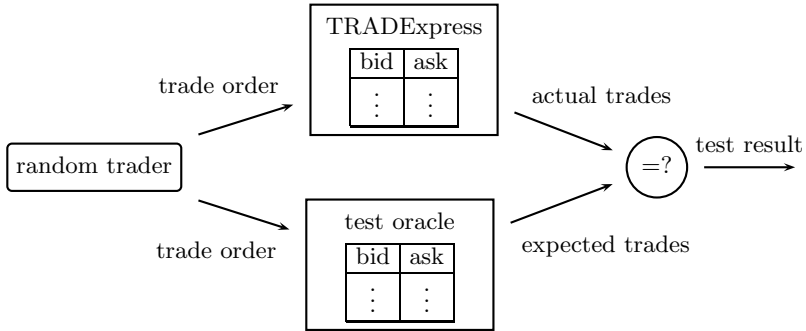 TRADExpress
bid ask
⋮ ⋮
trade order
actual trades
random trader
=?
test result
test oracle
bid ask
⋮ ⋮
trade order
expected trades